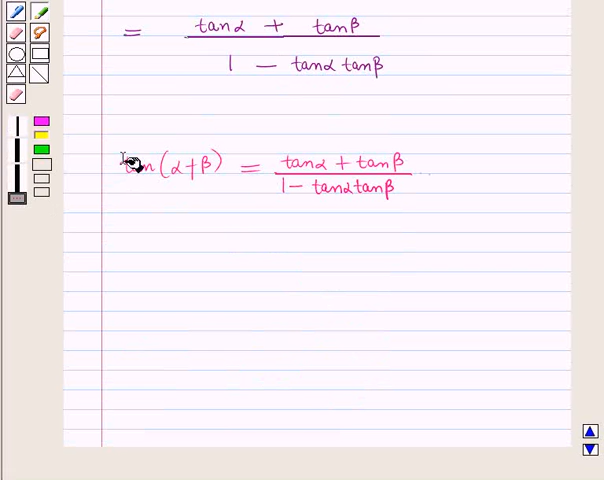 = tanα + tanβ
1 - tanα tanβ
tan(α+β) = tanα + tanβ
1 - tanαtanβ